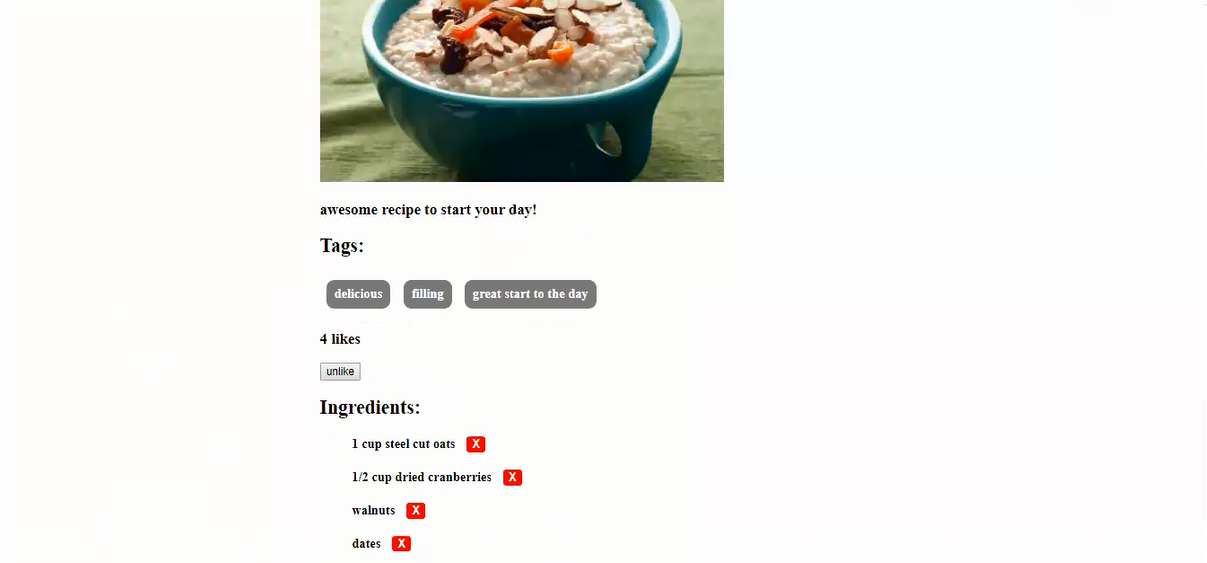 awesome recipe to start your day!
Tags:
delicious filling great start to the day
4 likes
unlike
Ingredients:
1 cup steel cut oats X
1/2 cup dried cranberries X
walnuts X
dates X